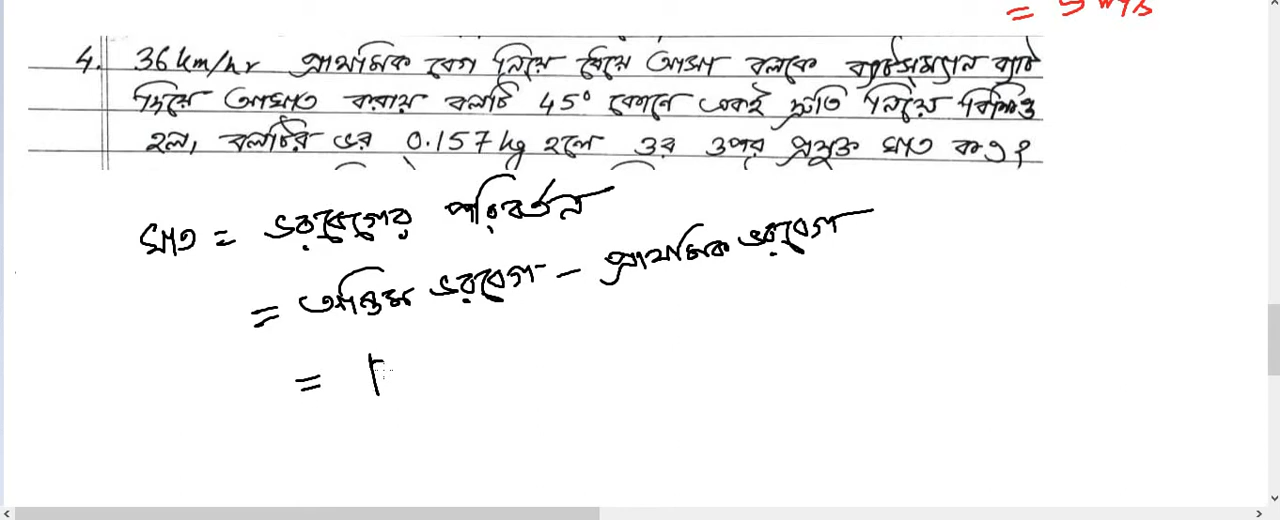 = 5 m/s
4. 36 km/hr প্রাথমিক বেগ নিয়ে ধেয়ে আসা বলকে ব্যাটসম্যান ব্যাট
দিয়ে আঘাত করায় বলটি 45° কোনে একই দ্রুতি নিয়ে বিক্ষিপ্ত
হল, বলটির ভর 0.157 kg হলে ওর ওপর প্রযুক্ত ঘাত কত?
ঘাত = ভরবেগের পরিবর্তন
= অন্তিম ভরবেগ - প্রাথমিক ভরবেগ
=